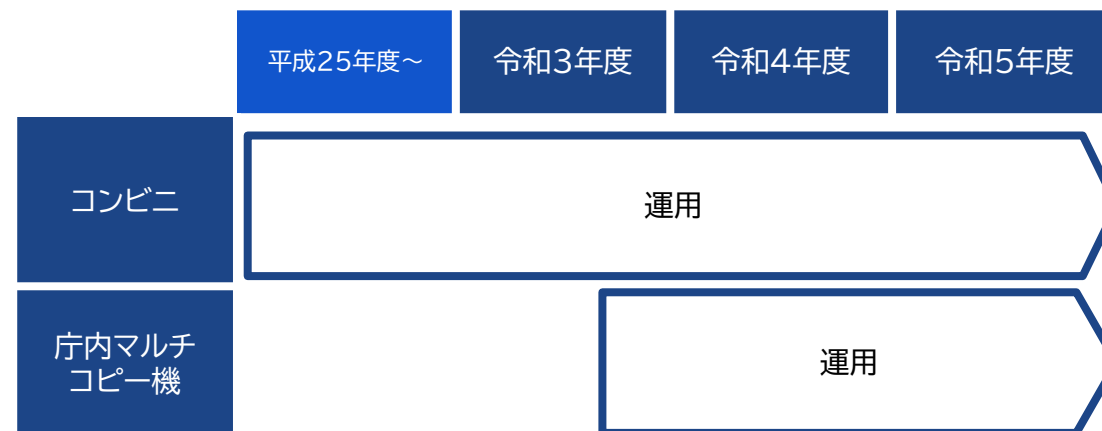 平成25年度～
令和3年度
令和4年度
令和5年度
コンビニ
運用
庁内マルチ
コピー機
運用